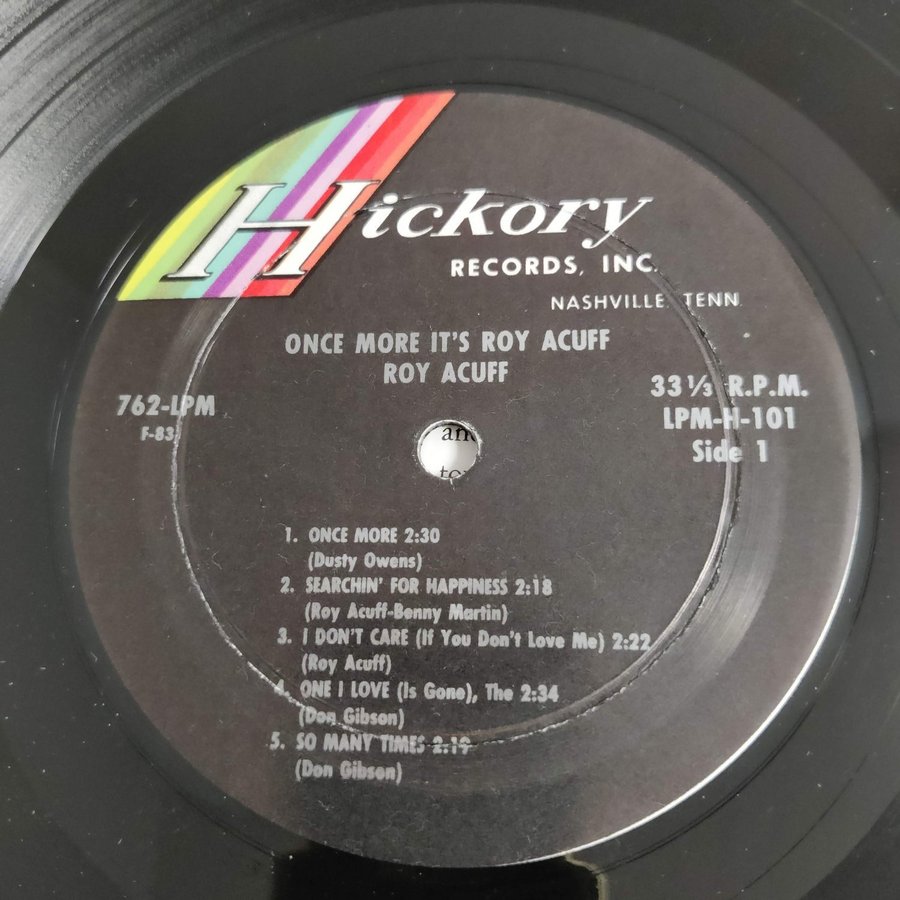 Hickory
RECORDS, INC.
NASHVILLE, TENN.
ONCE MORE IT'S ROY ACUFF
ROY ACUFF
762-LPM
F-83
33⅓ R.P.M.
LPM-H-101
Side 1
and
1. ONCE MORE 2:30
(Dusty Owens)
2. SEARCHIN' FOR HAPPINESS 2:18
(Roy Acuff-Benny Martin)
3. I DON'T CARE (If You Don't Love Me) 2:22
(Roy Acuff)
4. ONE I LOVE (Is Gone), The 2:34
(Don Gibson)
5. SO MANY TIMES 2:19
(Don Gibson)